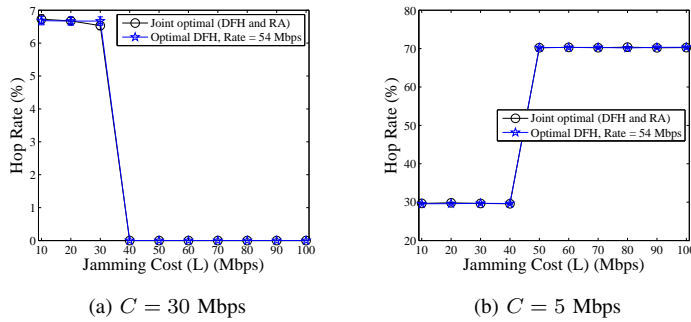 7
6
5
4
3
2
1
0
Hop Rate (%)
Joint optimal (DFH and RA)
Optimal DFH, Rate = 54 Mbps
10 20 30 40 50 60 70 80 90 100
Jamming Cost (L) (Mbps)
(a) C = 30 Mbps
80
70
60
50
40
30
20
Hop Rate (%)
Joint optimal (DFH and RA)
Optimal DFH, Rate = 54 Mbps
10 20 30 40 50 60 70 80 90 100
Jamming Cost (L) (Mbps)
(b) C = 5 Mbps